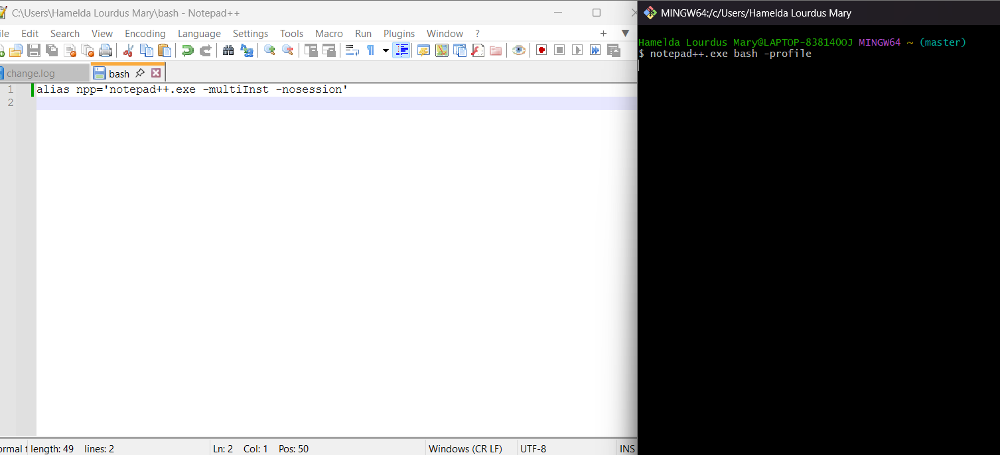 C:\Users\Hamelda Lourdus Mary\bash - Notepad++
ile Edit Search View Encoding Language Settings Tools Macro Run Plugins Window ?
change.log bash
1 alias npp='notepad++.exe -multiInst -nosession'
2
ormal t length: 49 lines: 2 Ln: 2 Col: 1 Pos: 50 Windows (CR LF) UTF-8 INS
MINGW64:/c/Users/Hamelda Lourdus Mary
Hamelda Lourdus Mary@LAPTOP-83814OOJ MINGW64 ~ (master)
$ notepad++.exe bash -profile